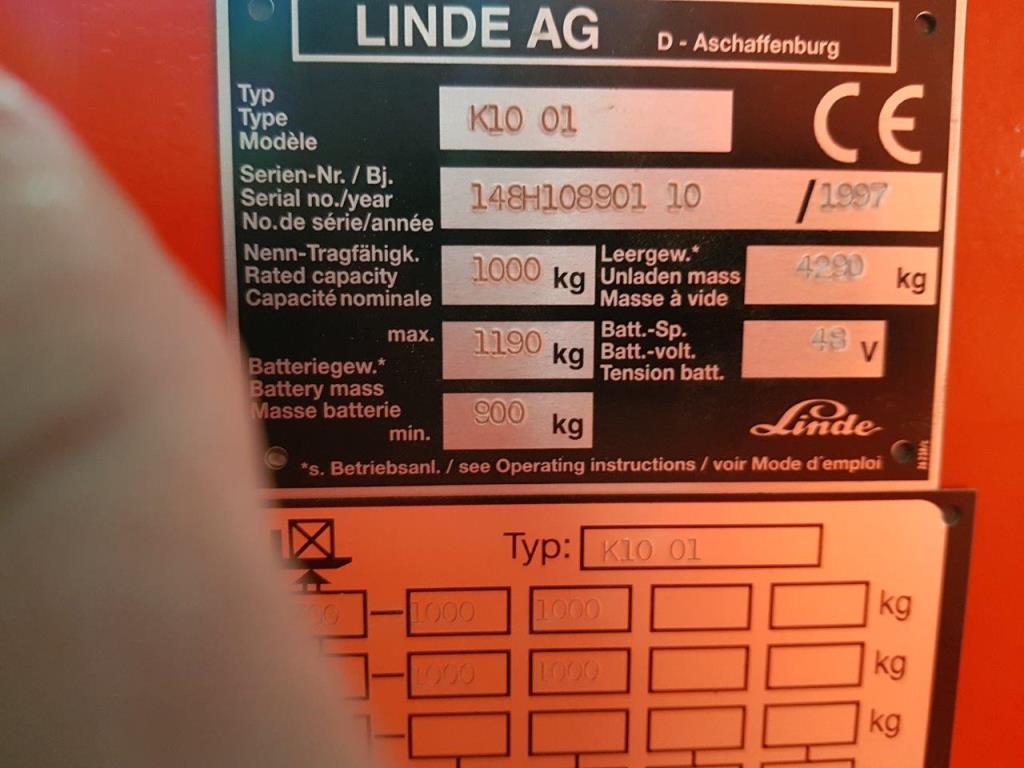 LINDE AG D - Aschaffenburg
Typ
Type
Modèle
K10 01
CE
Serien-Nr. / Bj.
Serial no./year
No.de série/année
148H108901 10 / 1997
Nenn-Tragfähigk.
Rated capacity
Capacité nominale
1000 kg
Leergew.*
Unladen mass
Masse à vide
4290 kg
max. 1190 kg
Batteriegew.*
Battery mass
Masse batterie
min. 900 kg
Batt.-Sp.
Batt.-volt.
Tension batt.
48 V
Linde
*s. Betriebsanl. / see Operating instructions / voir Mode d'emploi
Typ: K10 01
1000 1000 kg
1000 1000 kg
kg